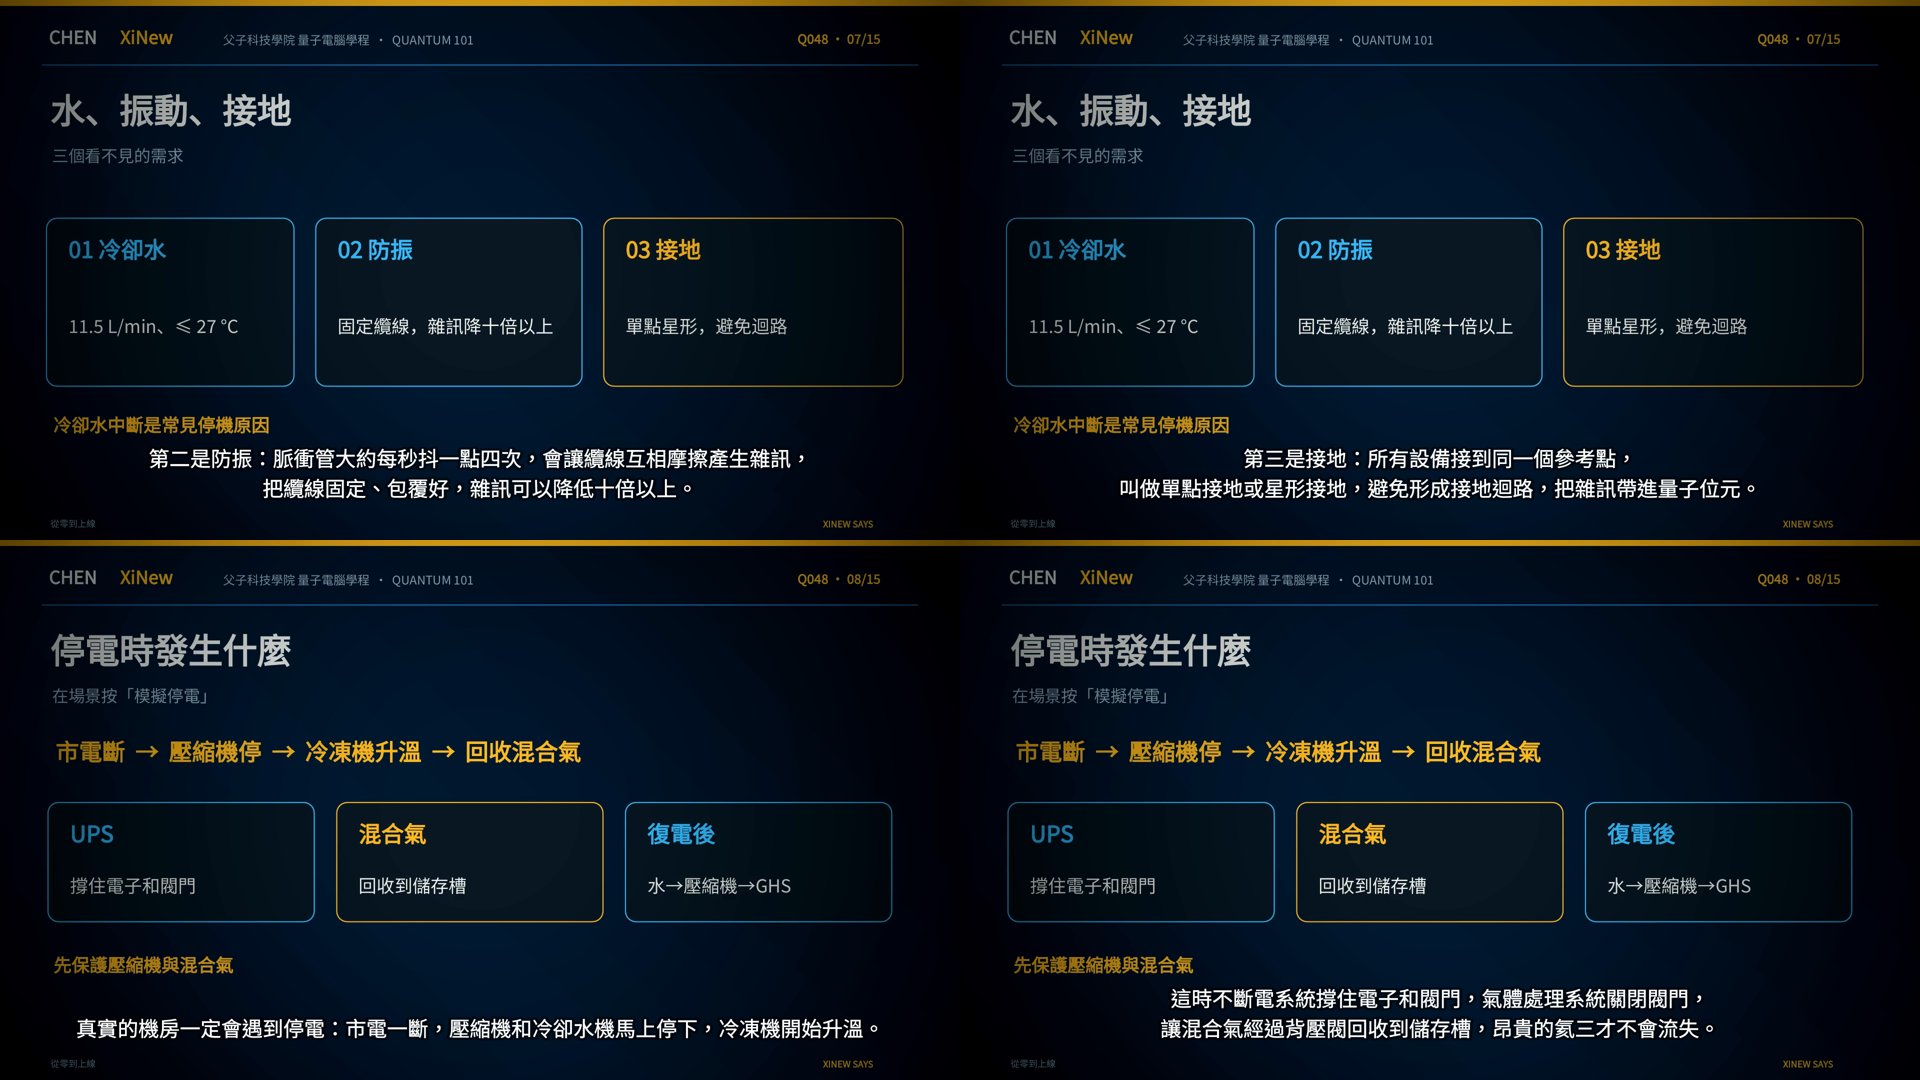 CHEN XiNew 父子科技學院 量子電腦學程 · QUANTUM 101 Q048 · 07/15
水、振動、接地
三個看不見的需求
01 冷卻水
11.5 L/min、≤ 27 °C
02 防振
固定纜線，雜訊降十倍以上
03 接地
單點星形，避免迴路
冷卻水中斷是常見停機原因
第二是防振：脈衝管大約每秒抖一點四次，會讓纜線互相摩擦產生雜訊，
把纜線固定、包覆好，雜訊可以降低十倍以上。
從零到上線 XINEW SAYS
CHEN XiNew 父子科技學院 量子電腦學程 · QUANTUM 101 Q048 · 07/15
水、振動、接地
三個看不見的需求
01 冷卻水
11.5 L/min、≤ 27 °C
02 防振
固定纜線，雜訊降十倍以上
03 接地
單點星形，避免迴路
冷卻水中斷是常見停機原因
第三是接地：所有設備接到同一個參考點，
叫做單點接地或星形接地，避免形成接地迴路，把雜訊帶進量子位元。
從零到上線 XINEW SAYS
CHEN XiNew 父子科技學院 量子電腦學程 · QUANTUM 101 Q048 · 08/15
停電時發生什麼
在場景按「模擬停電」
市電斷 → 壓縮機停 → 冷凍機升溫 → 回收混合氣
UPS
撐住電子和閥門
混合氣
回收到儲存槽
復電後
水→壓縮機→GHS
先保護壓縮機與混合氣
真實的機房一定會遇到停電：市電一斷，壓縮機和冷卻水機馬上停下，冷凍機開始升溫。
從零到上線 XINEW SAYS
CHEN XiNew 父子科技學院 量子電腦學程 · QUANTUM 101 Q048 · 08/15
停電時發生什麼
在場景按「模擬停電」
市電斷 → 壓縮機停 → 冷凍機升溫 → 回收混合氣
UPS
撐住電子和閥門
混合氣
回收到儲存槽
復電後
水→壓縮機→GHS
先保護壓縮機與混合氣
這時不斷電系統撐住電子和閥門，氣體處理系統關閉閥門，
讓混合氣經過背壓閥回收到儲存槽，昂貴的氦三才不會流失。
從零到上線 XINEW SAYS